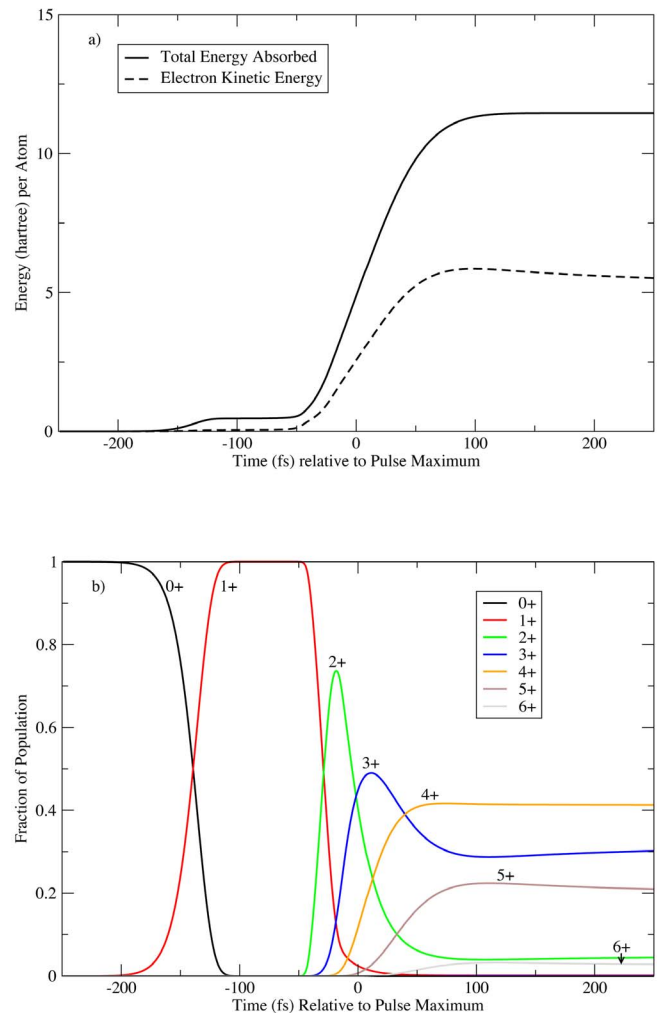 15
a)
Total Energy Absorbed
Electron Kinetic Energy
10
Energy (hartree) per Atom
5
0
-200 -100 0 100 200
Time (fs) relative to Pulse Maximum
1
b)
0+ 1+
0+
1+
2+
3+
4+
5+
6+
0.8
2+
0.6
Fraction of Population
3+
4+
0.4
5+
0.2
6+
0
-200 -100 0 100 200
Time (fs) Relative to Pulse Maximum